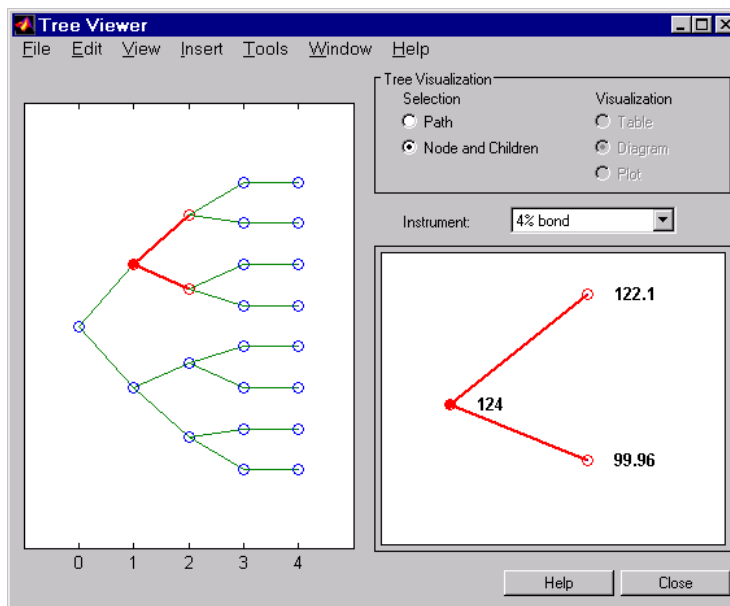 Tree Viewer
File Edit View Insert Tools Window Help
Tree Visualization
Selection
Path
Node and Children
Visualization
Table
Diagram
Plot
Instrument: 4% bond
122.1
124
99.96
0 1 2 3 4
Help Close